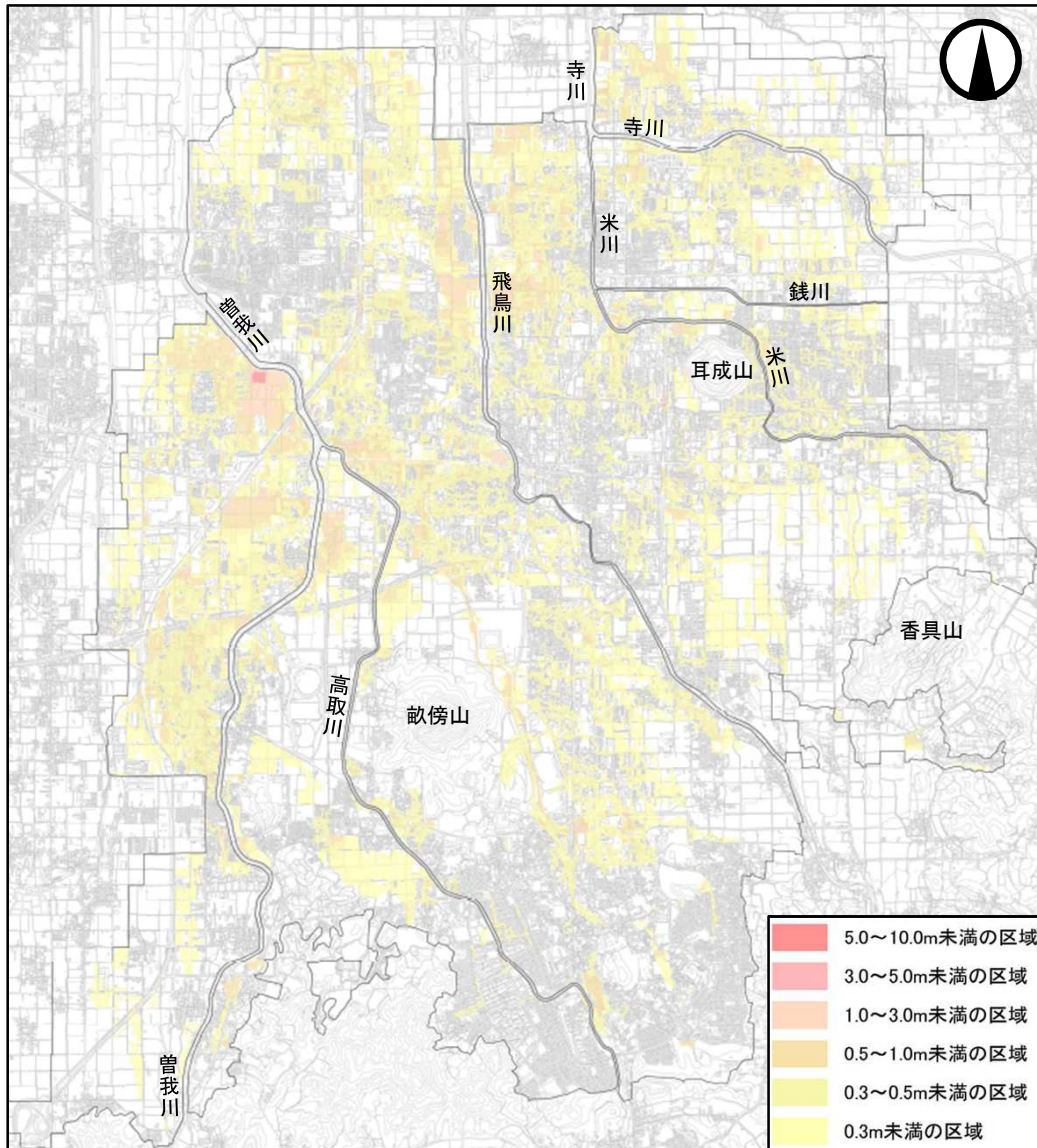 寺川
寺川
米川
飛鳥川
銭川
曽我川
米川
耳成山
香具山
高取川
畝傍山
曽我川
5.0～10.0m未満の区域
3.0～5.0m未満の区域
1.0～3.0m未満の区域
0.5～1.0m未満の区域
0.3～0.5m未満の区域
0.3m未満の区域